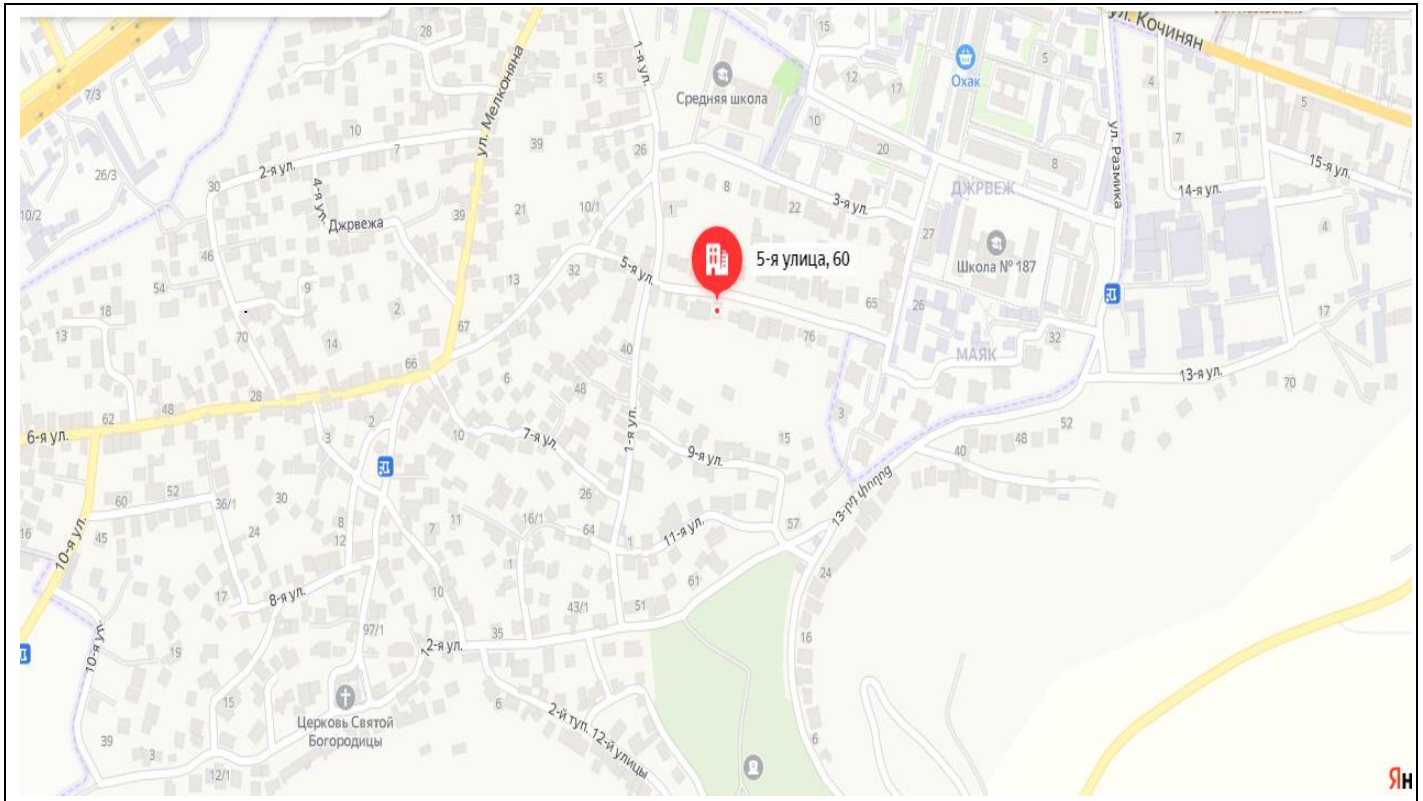 ул. Кочинян
28
15
1-я ул.
5
Охак
5
7/3
Средняя школа
12
17
4
5
ул. Мелконяна
10
10
ул. Размика
7
7
39
26
20
8
15-я ул.
2-я ул.
26/3
30
4-я ул.
8
ДЖРВЕЖ
14-я ул.
10/2
Джрвежа
39
21
10/1
1
22
3-я ул.
4
27
46
5-я улица, 60
Школа № 187
13
32
5-я ул.
54
9
65
26
18
2
17
13
67
70
14
76
32
40
МАЯК
66
13-я ул.
6
48
70
28
48
62
2
3
1-я ул.
52
6-я ул.
10
7-я ул.
15
48
3
9-я ул.
40
13-րդ փողոց
52
60
36/1
30
26
10-я ул.
8
11
16/1
57
16
45
24
12
7
64
1
11-я ул.
1
24
61
17
8-я ул.
10
43/1
51
97/1
35
16
2-я ул.
10-я ул.
19
15
6
Церковь Святой
Богородицы
2-й туп. 12-й улицы
39
3
6
12/1
Ян